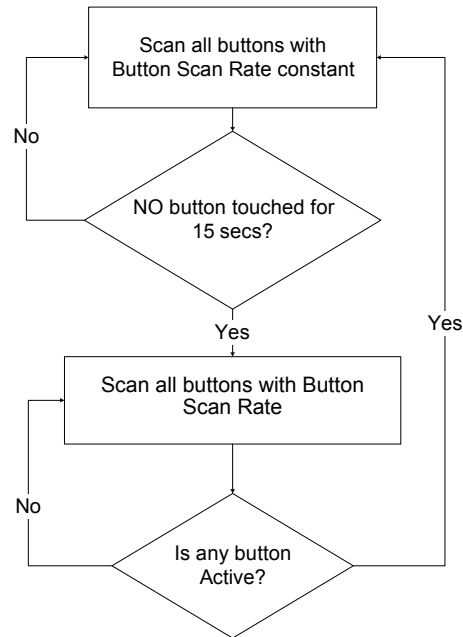 Scan all buttons with
Button Scan Rate constant
No
NO button touched for
15 secs?
Yes
Yes
Scan all buttons with Button
Scan Rate
No
Is any button
Active?